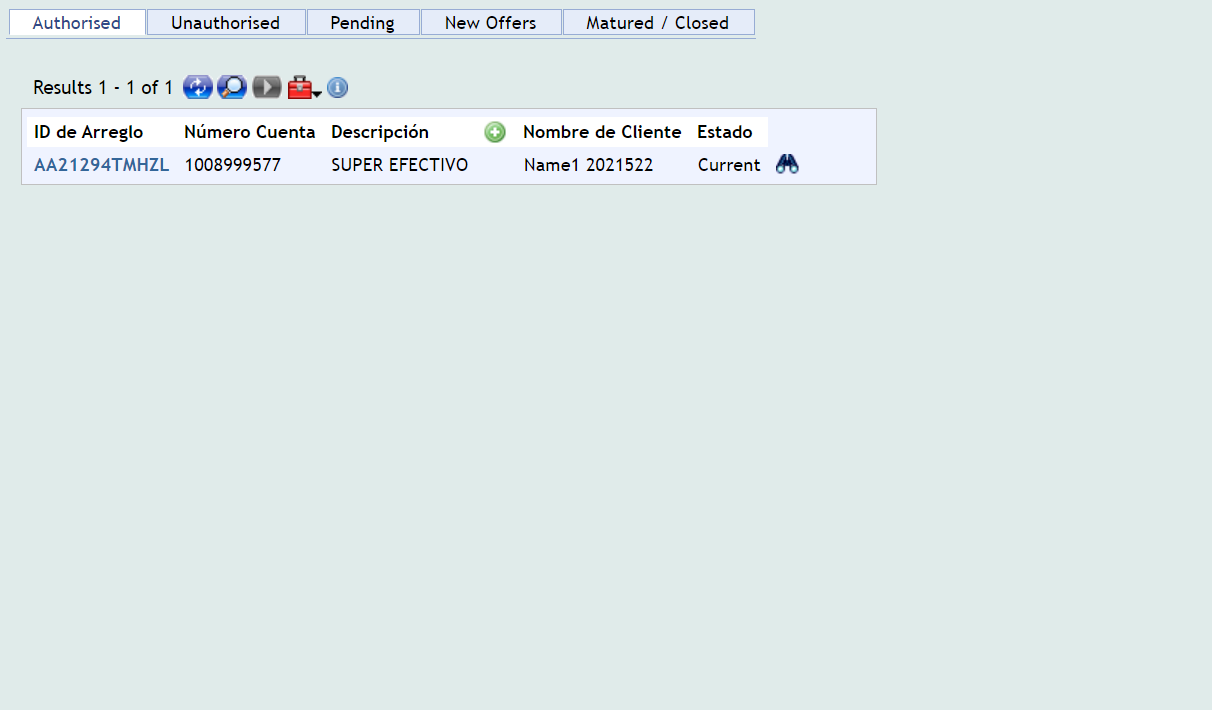 Authorised Unauthorised Pending New Offers Matured / Closed
Results 1 - 1 of 1
ID de Arreglo Número Cuenta Descripción Nombre de Cliente Estado
AA21294TMHZL 1008999577 SUPER EFECTIVO Name1 2021522 Current